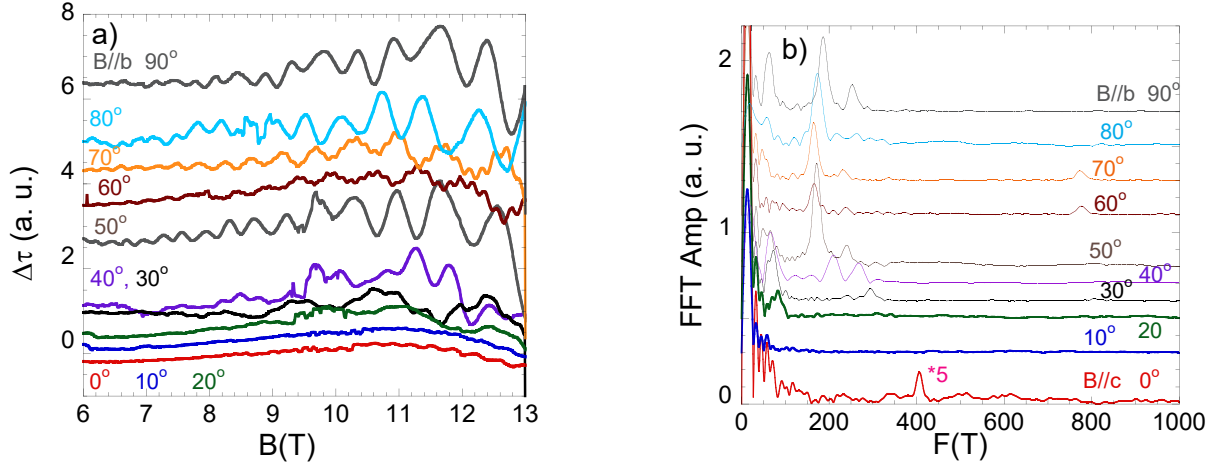 a)
8
6
4
2
0
Δτ (a. u.)
B//b 90°
80°
70°
60°
50°
40°, 30°
0° 10° 20°
6 7 8 9 10 11 12 13
B(T)
b)
2
1
0
FFT Amp (a. u.)
B//b 90°
80°
70°
60°
50°
40°
30°
20
10°
B//c 0°
*5
0 200 400 600 800 1000
F(T)